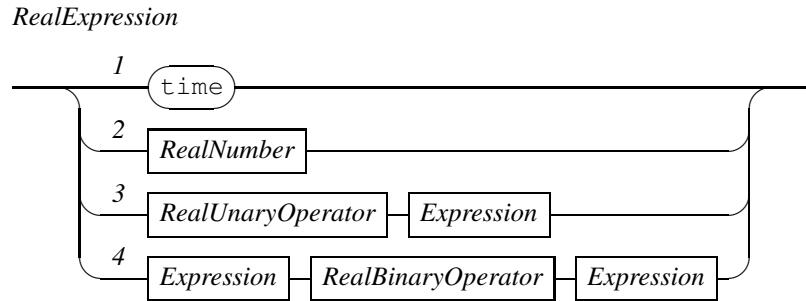 RealExpression
1 time
2 RealNumber
3 RealUnaryOperator Expression
4 Expression RealBinaryOperator Expression